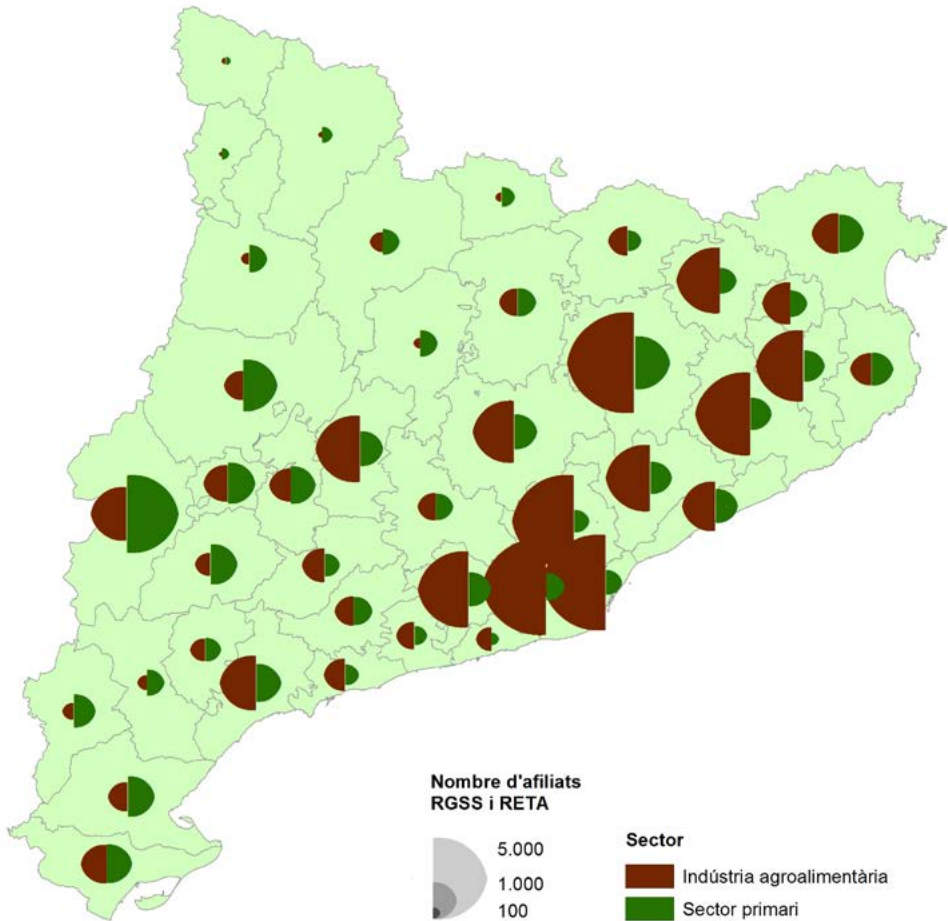 Nombre d'afiliats
RGSS i RETA
5.000
1.000
100
Sector
Indústria agroalimentària
Sector primari